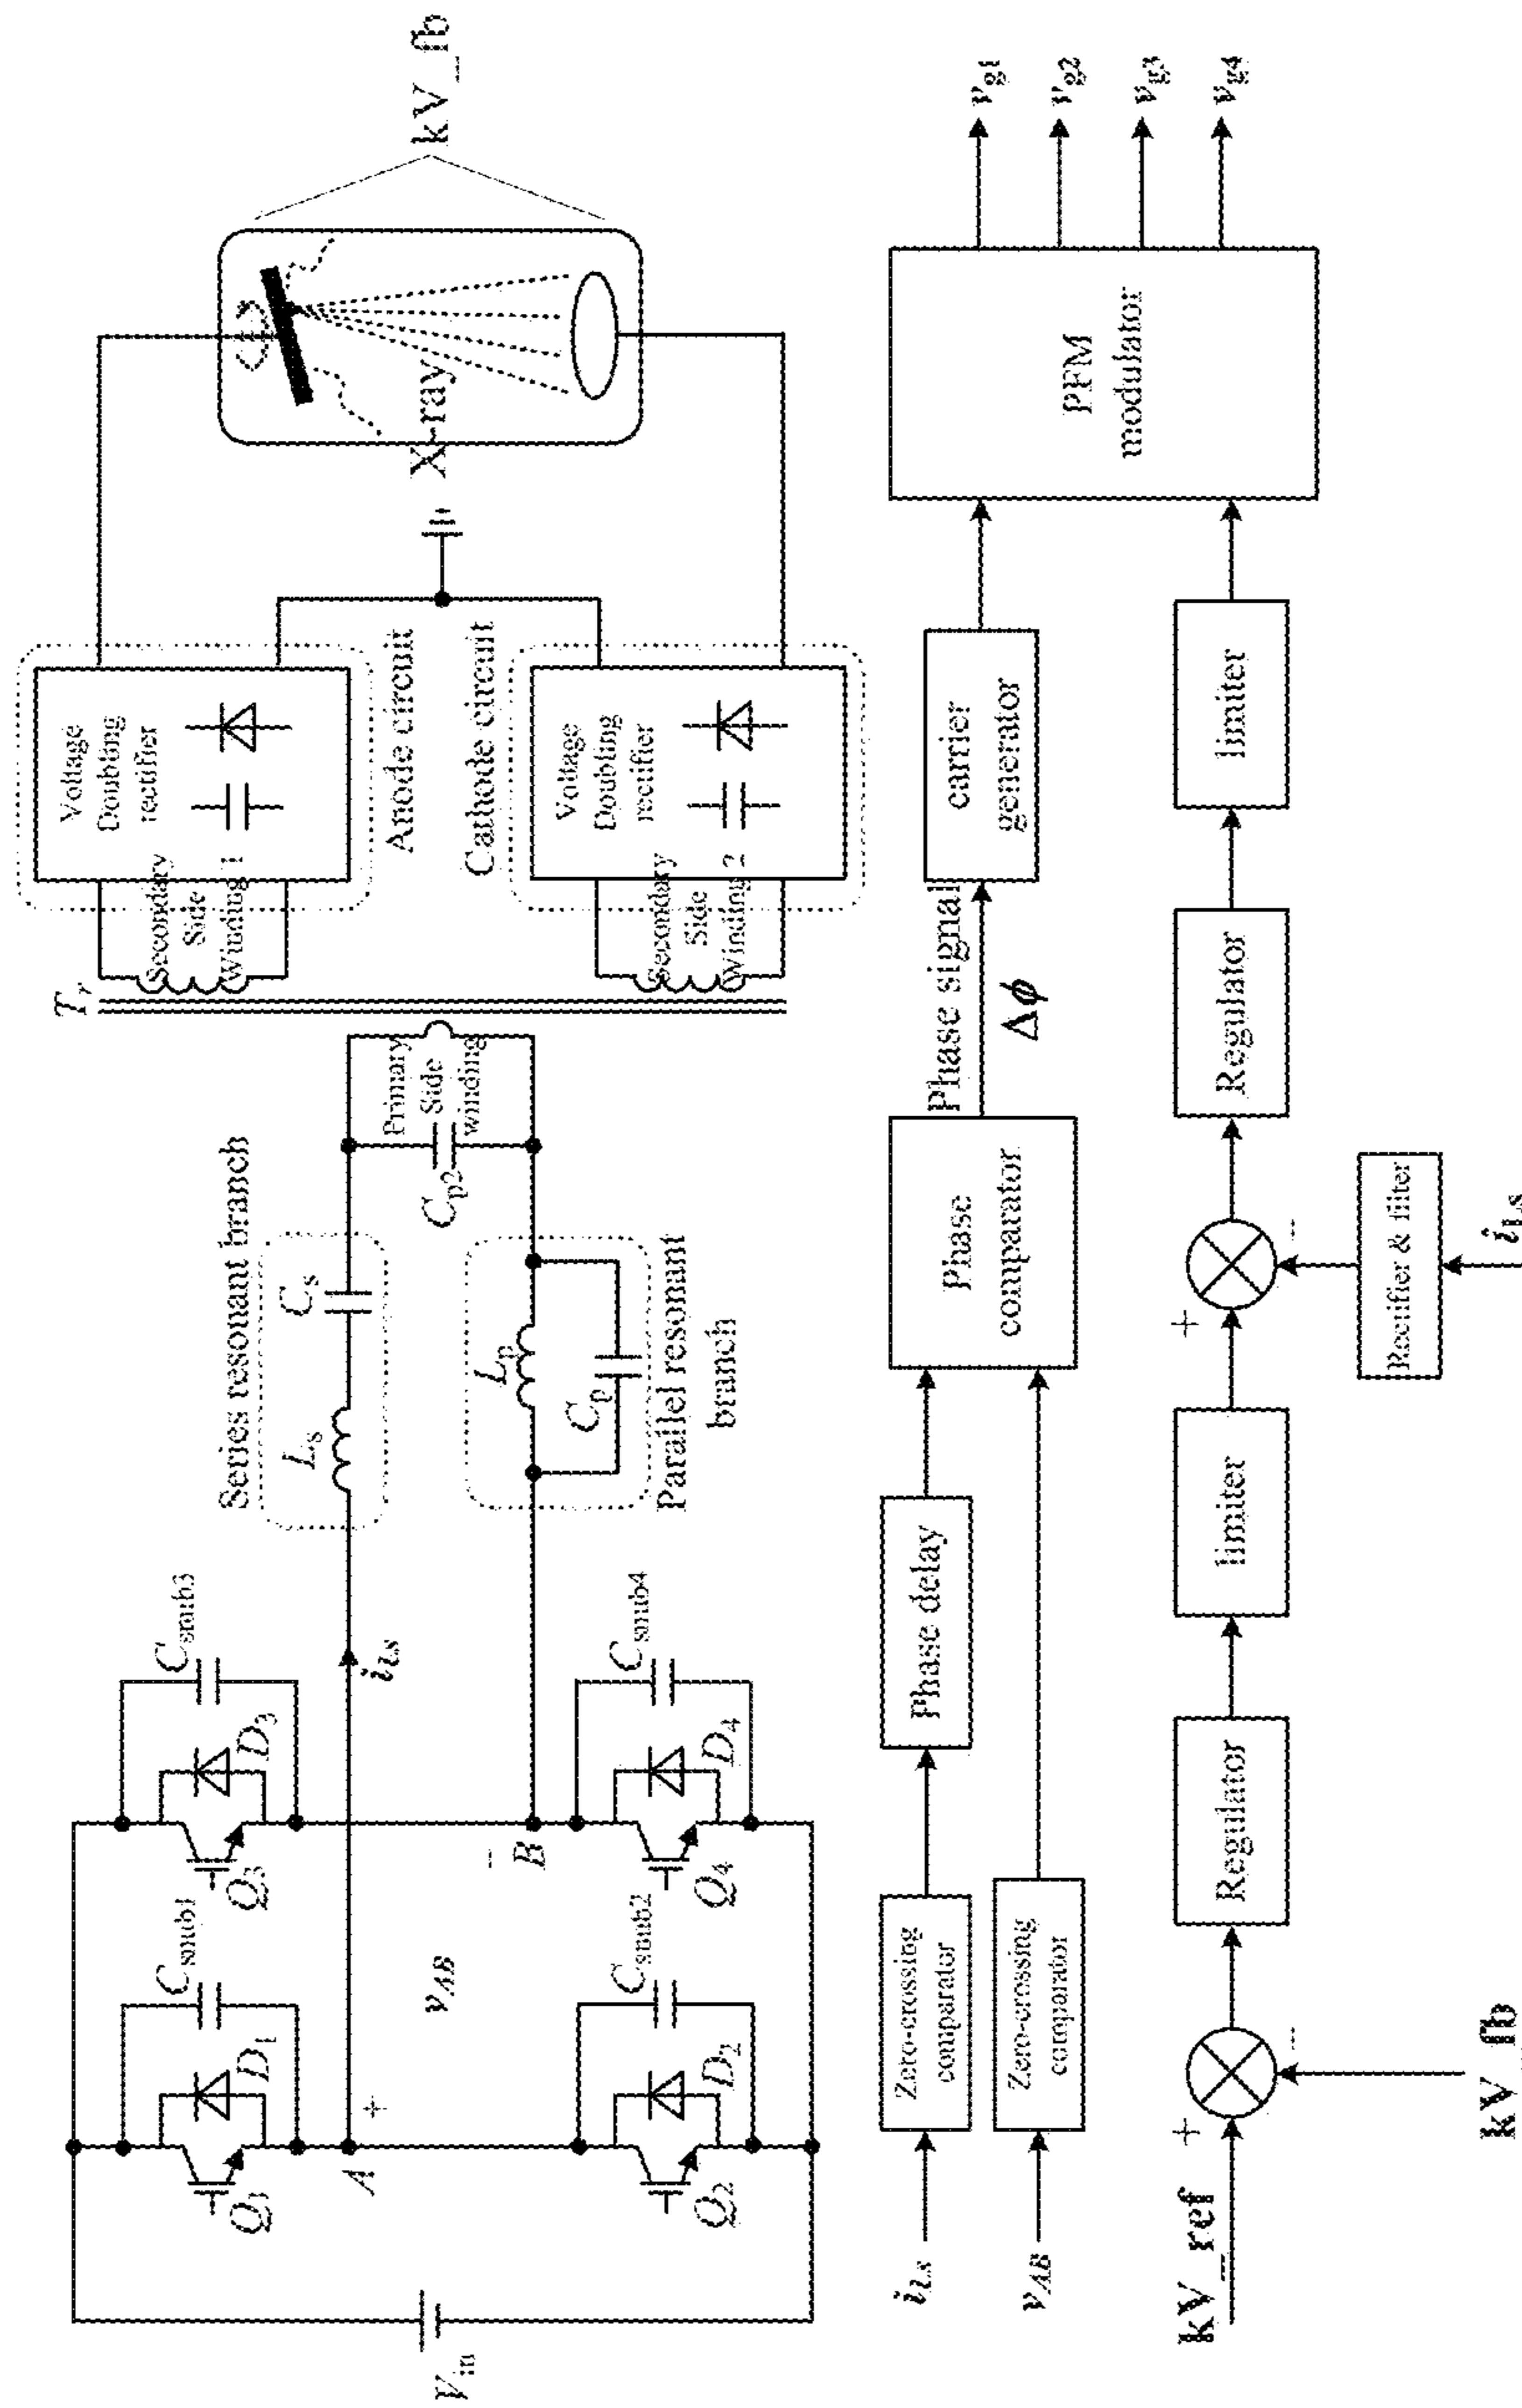 V_in
Q_1
D_1
C_snub1
Q_3
D_3
C_snub3
A
+
v_AB
−
B
i_Ls
Q_2
D_2
C_snub2
Q_4
D_4
C_snub4
Series resonant branch
L_s
C_s
L_p
C_p
Parallel resonant
branch
C_p2
Primary
Side
winding
T_r
Secondary
Side
Winding 1
Voltage
Doubling
rectifier
Anode circuit
Cathode circuit
Secondary
Side
Winding 2
Voltage
Doubling
rectifier
X-ray
kV_fb
i_Ls
Zero-crossing
comparator
Phase delay
v_AB
Zero-crossing
comparator
Phase
comparator
Phase signal
Δϕ
carrier
generator
PFM
modulator
v_g1
v_g2
v_g3
v_g4
kV_ref
+
−
kV_fb
Regulator
limiter
+
−
Rectifier & filter
i_Ls
Regulator
limiter